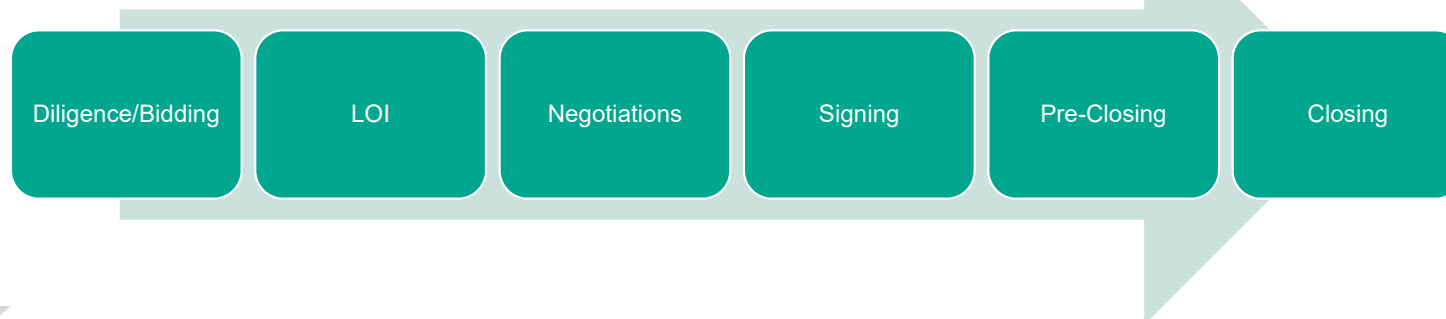 Diligence/Bidding
LOI
Negotiations
Signing
Pre-Closing
Closing